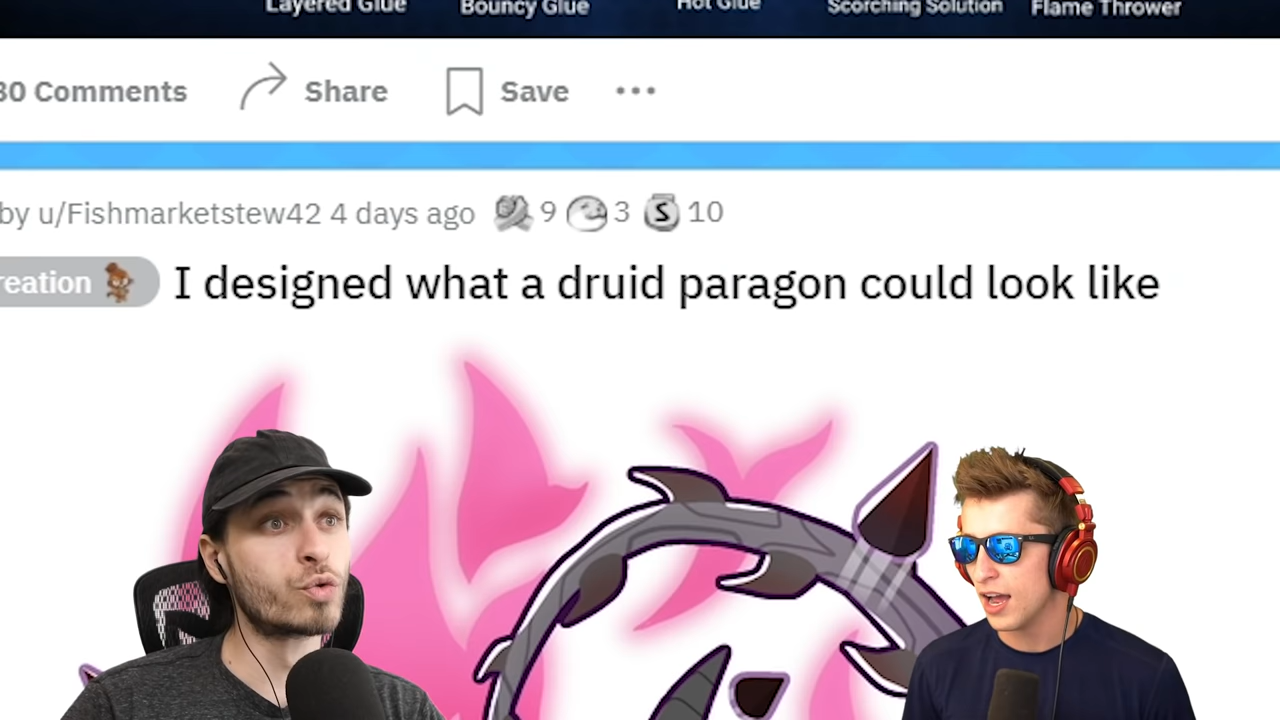 Layered Glue Bouncy Glue Hot Glue Scorching Solution Flame Thrower
30 Comments Share Save
by u/Fishmarketstew42 4 days ago 9 3 S 10
reation I designed what a druid paragon could look like